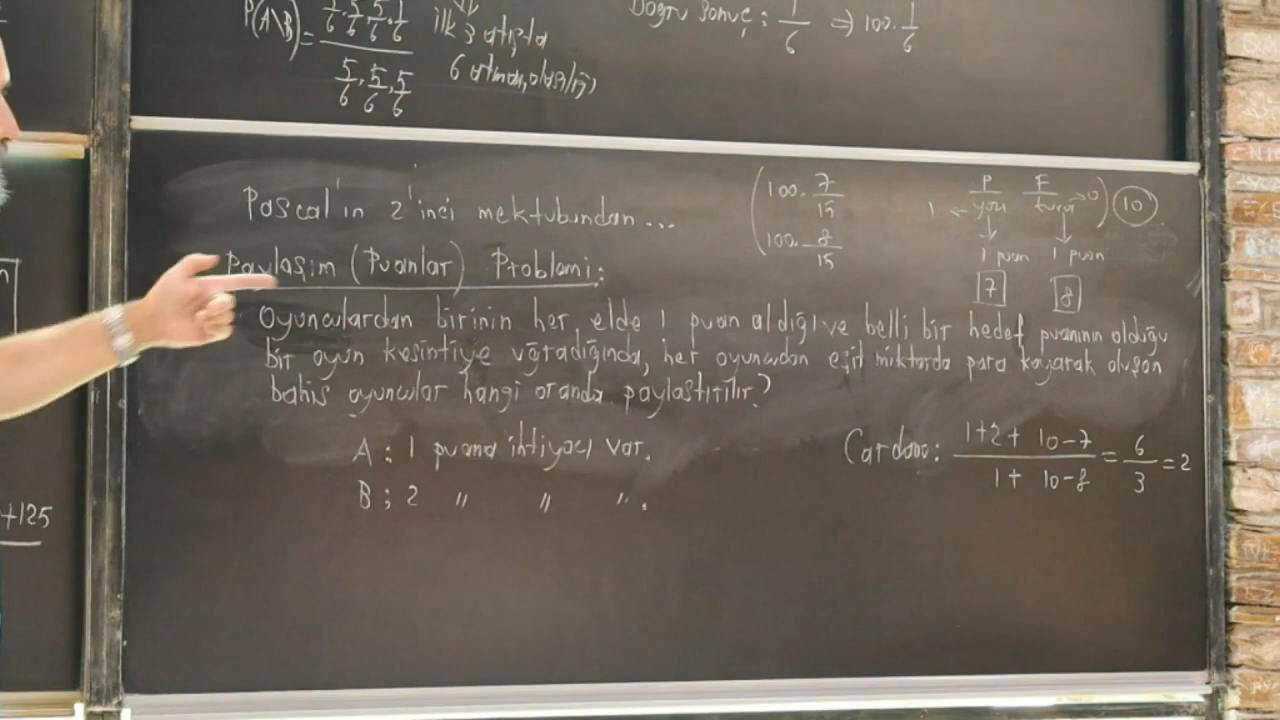 P(A\B) = 1/6 . 5/6 . 5/6 . 1/6 / 5/6 . 5/6 . 5/6
ilk 3 atışta
6 atmama olasılığı
Doğru Sonuç : 1/6 ⇒ 100. 1/6
+125
Pascal'ın 2'inci mektubundan...
(100. 7/15
100. 8/15
P F
yazı tura → 0) 10
1 ←
1 puan 1 puan
7 8
Paylaşım (Puanlar) Problemi:
Oyunculardan birinin her elde 1 puan aldığı ve belli bir hedef puanının olduğu
bir oyun kesintiye uğradığında, her oyuncudan eşit miktarda para koyarak oluşan
bahis oyuncular hangi oranda paylaştırılır?
A : 1 puana ihtiyacı var.
B : 2 " " ".
Cardano: 1+2+ 10-7 / 1+ 10-8 = 6/3 = 2